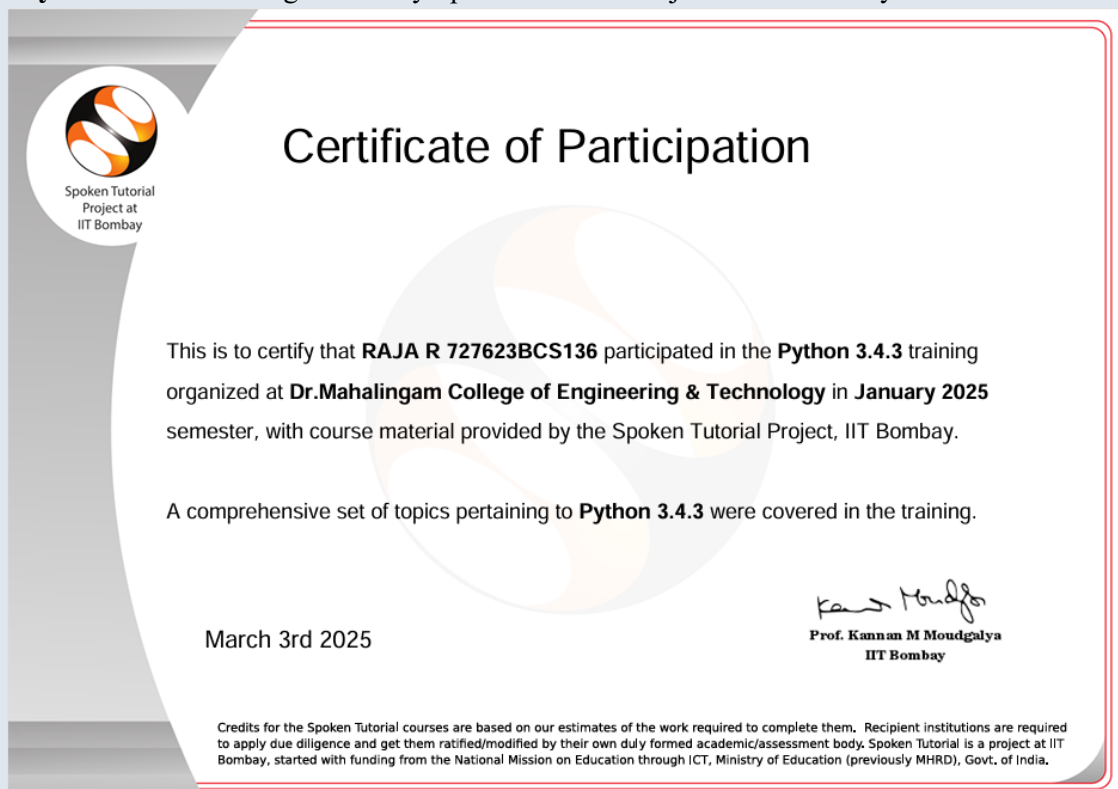 Spoken Tutorial
Project at
IIT Bombay
Certificate of Participation
This is to certify that RAJA R 727623BCS136 participated in the Python 3.4.3 training
organized at Dr.Mahalingam College of Engineering & Technology in January 2025
semester, with course material provided by the Spoken Tutorial Project, IIT Bombay.
A comprehensive set of topics pertaining to Python 3.4.3 were covered in the training.
March 3rd 2025
Prof. Kannan M Moudgalya
IIT Bombay
Credits for the Spoken Tutorial courses are based on our estimates of the work required to complete them. Recipient institutions are required
to apply due diligence and get them ratified/modified by their own duly formed academic/assessment body. Spoken Tutorial is a project at IIT
Bombay, started with funding from the National Mission on Education through ICT, Ministry of Education (previously MHRD), Govt. of India.